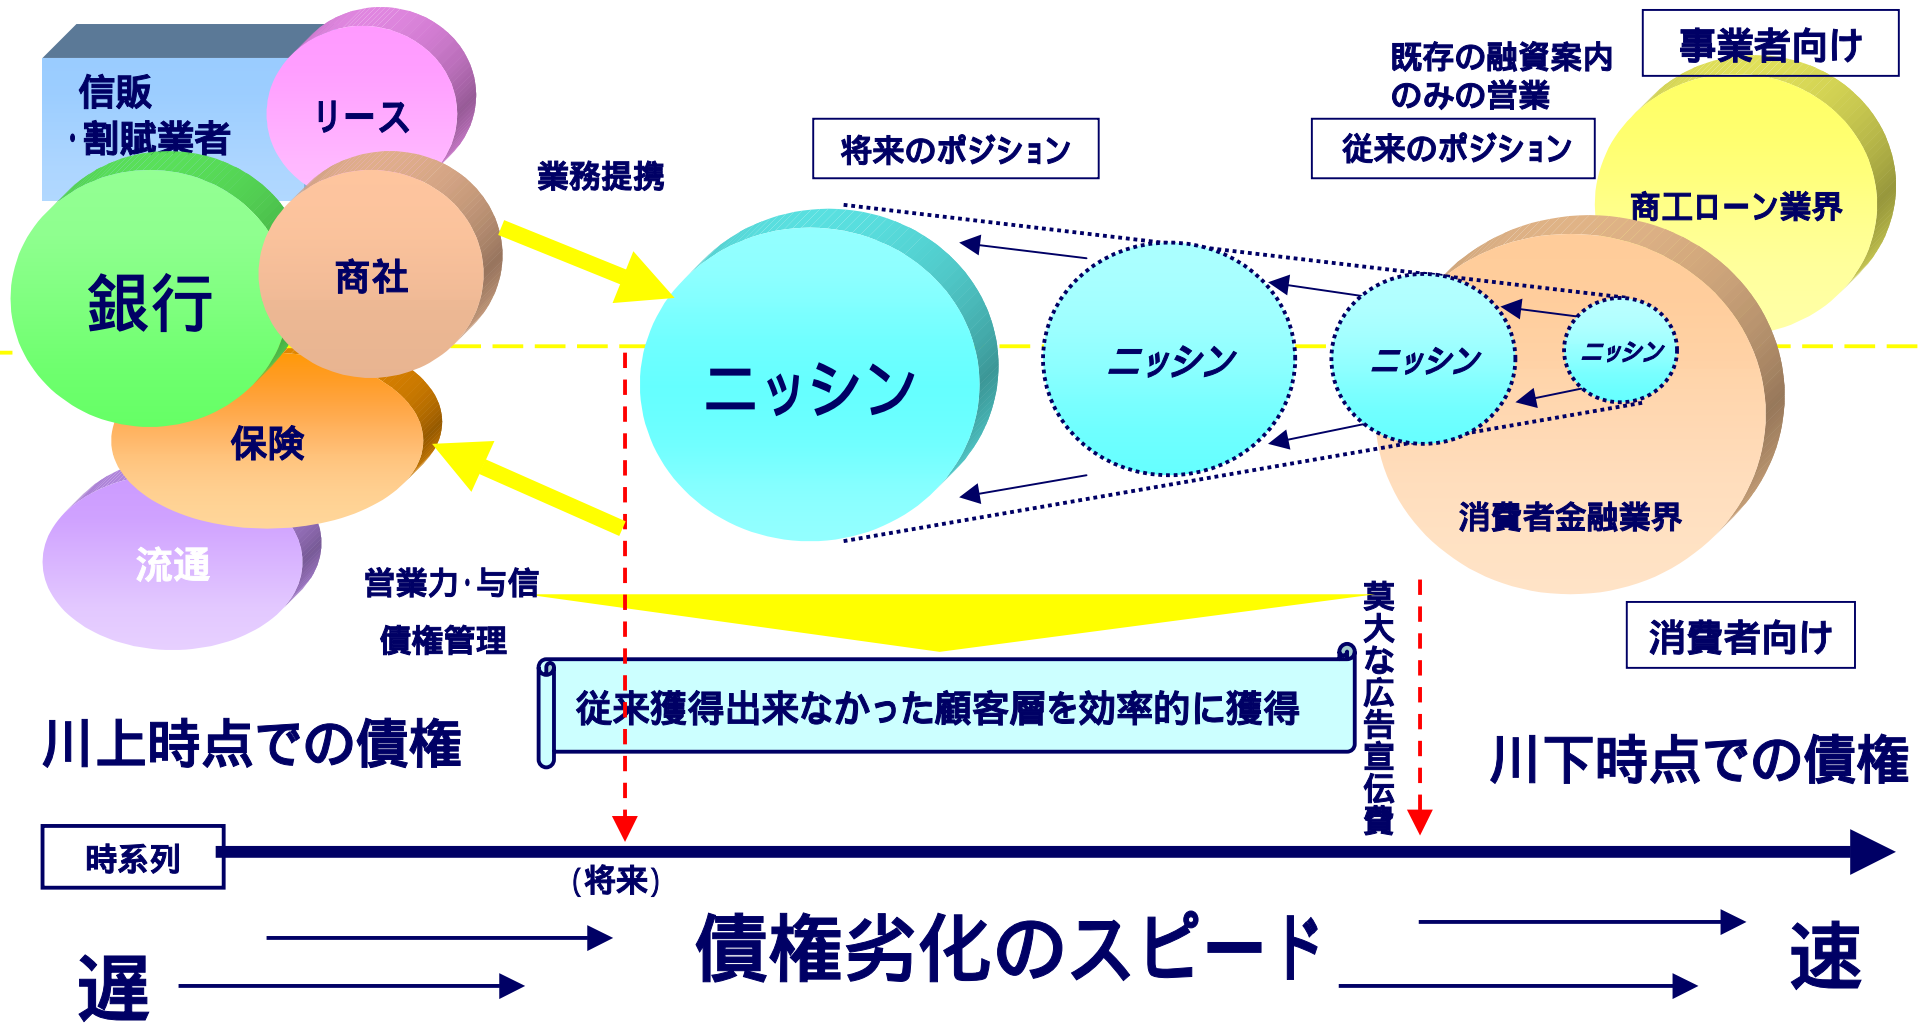 事業者向け
既存の融資案内
のみの営業
信販
・割賦業者
リース
将来のポジション
従来のポジション
業務提携
商工ローン業界
銀行
商社
ニッシン
ニッシン
ニッシン
ニッシン
保険
消費者金融業界
流通
営業力・与信
債権管理
莫大な広告宣伝費
消費者向け
従来獲得出来なかった顧客層を効率的に獲得
川上時点での債権
川下時点での債権
時系列
(将来)
債権劣化のスピード
遅
速